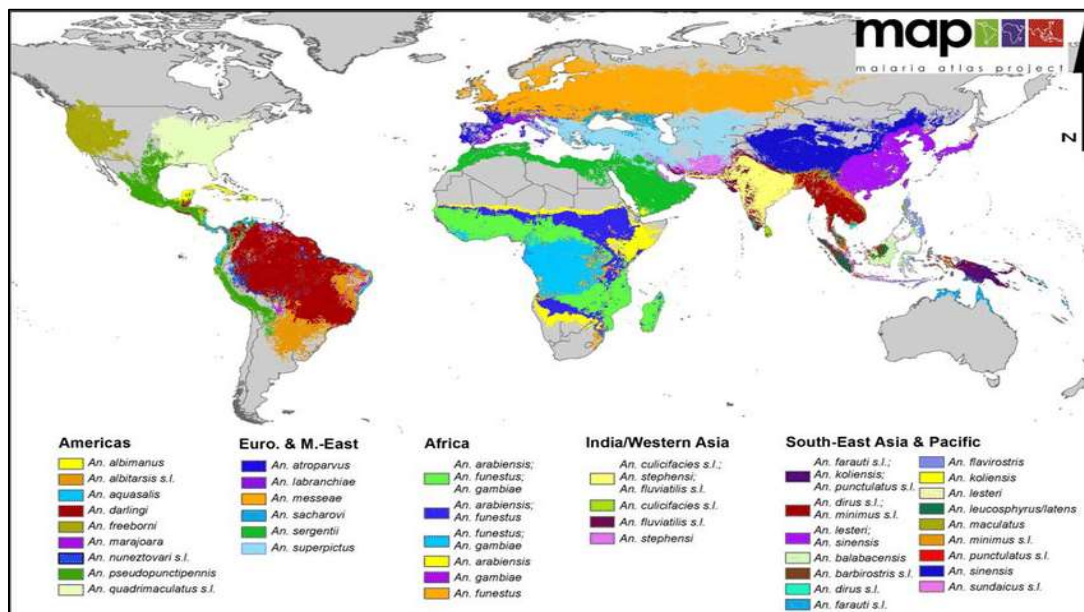 map
malaria atlas project
N
Americas
An. albimanus
An. albitarsis s.l.
An. aquasalis
An. darlingi
An. freeborni
An. marajoara
An. nuneztovari s.l.
An. pseudopunctipennis
An. quadrimaculatus s.l.
Euro. & M.-East
An. atroparvus
An. labranchiae
An. messeae
An. sacharovi
An. sergentii
An. superpictus
Africa
An. arabiensis;
An. funestus;
An. gambiae
An. arabiensis;
An. funestus
An. funestus;
An. gambiae
An. arabiensis
An. gambiae
An. funestus
India/Western Asia
An. culicifacies s.l.;
An. stephensi;
An. fluviatilis s.l.
An. culicifacies s.l.
An. fluviatilis s.l.
An. stephensi
South-East Asia & Pacific
An. farauti s.l.;
An. koliensis;
An. punctulatus s.l.
An. dirus s.l.;
An. minimus s.l.
An. lesteri;
An. sinensis
An. balabacensis
An. barbirostris s.l.
An. dirus s.l.
An. farauti s.l.
An. flavirostris
An. koliensis
An. lesteri
An. leucosphyrus/latens
An. maculatus
An. minimus s.l.
An. punctulatus s.l.
An. sinensis
An. sundaicus s.l.